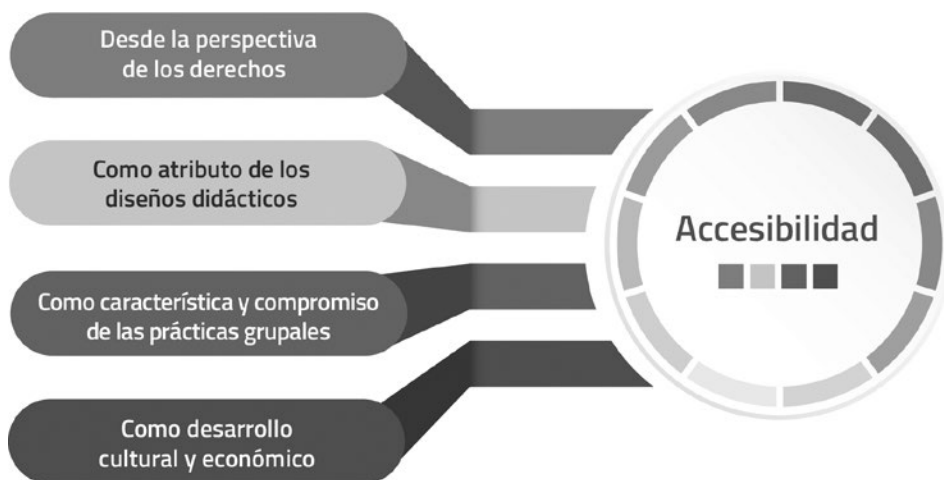 Desde la perspectiva
de los derechos
Como atributo de los
diseños didácticos
Como característica y compromiso
de las prácticas grupales
Como desarrollo
cultural y económico
Accesibilidad